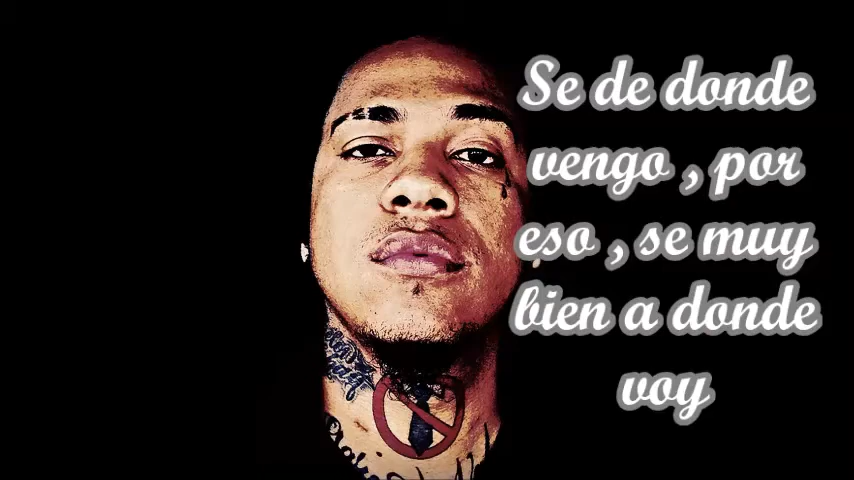 Se de donde
vengo , por
eso , se muy
bien a donde
voy